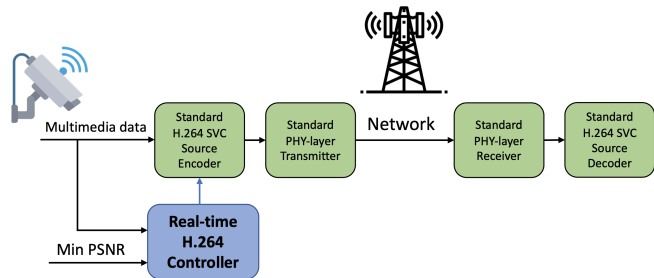 Multimedia data
Standard
H.264 SVC
Source
Encoder
Standard
PHY-layer
Transmitter
Network
Standard
PHY-layer
Receiver
Standard
H.264 SVC
Source
Decoder
Real-time
H.264
Controller
Min PSNR